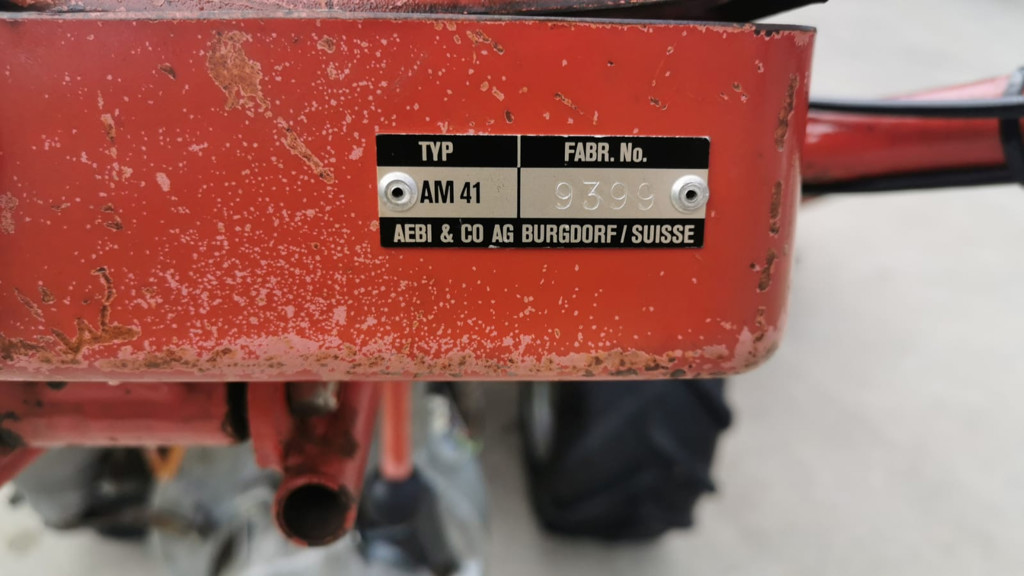 TYP FABR. No.
AM 41 9399
AEBI & CO AG BURGDORF / SUISSE